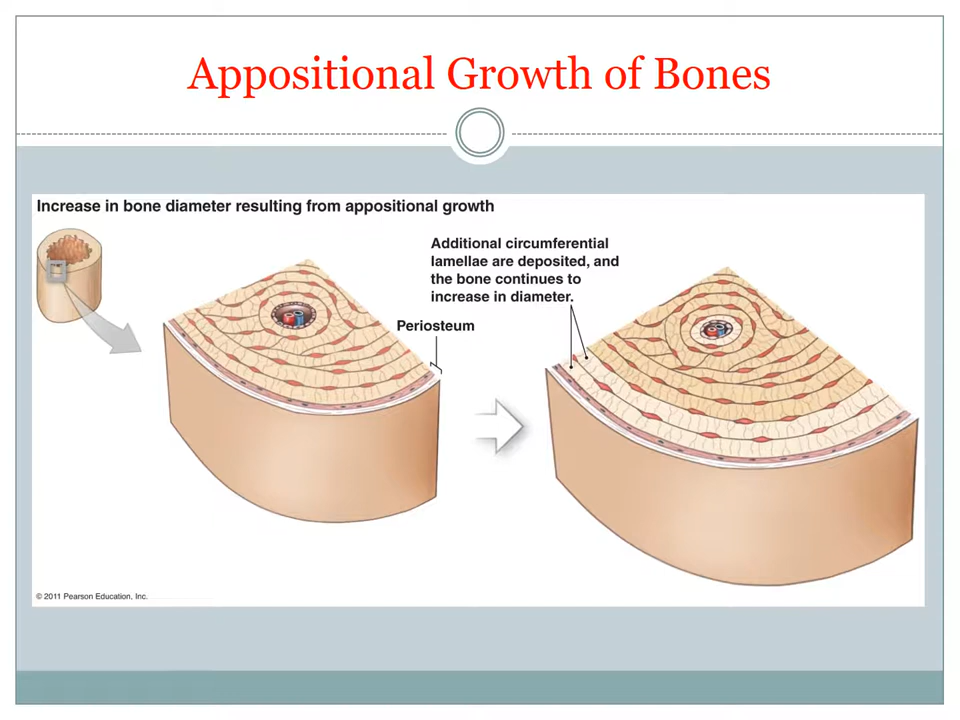 Appositional Growth of Bones
Increase in bone diameter resulting from appositional growth
Additional circumferential
lamellae are deposited, and
the bone continues to
increase in diameter.
Periosteum
© 2011 Pearson Education, Inc.